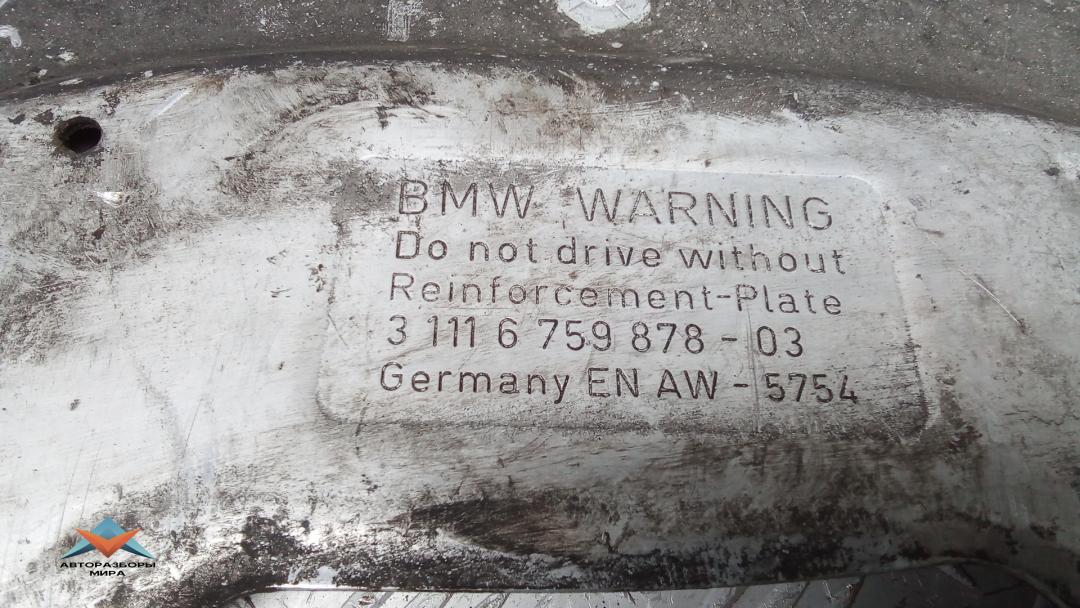 BMW WARNING
Do not drive without
Reinforcement-Plate
3 111 6 759 878 - 03
Germany EN AW - 5754
АВТОРАЗБОРЫ
МИРА